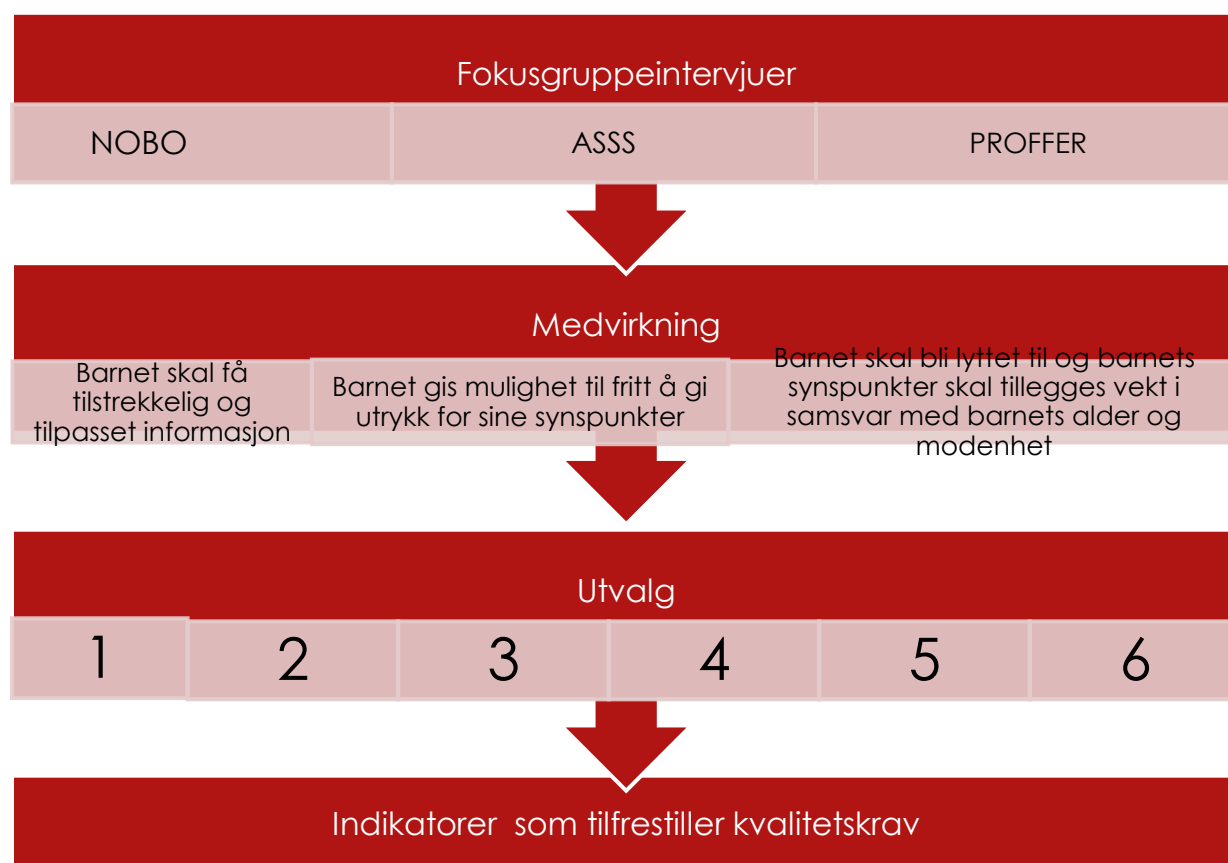 Fokusgruppeintervjuer
NOBO
ASSS
PROFFER
Medvirkning
Barnet skal få
tilstrekkelig og
tilpasset informasjon
Barnet gis mulighet til fritt å gi
utrykk for sine synspunkter
Barnet skal bli lyttet til og barnets
synspunkter skal tillegges vekt i
samsvar med barnets alder og
modenhet
Utvalg
1
2
3
4
5
6
Indikatorer som tilfrestiller kvalitetskrav